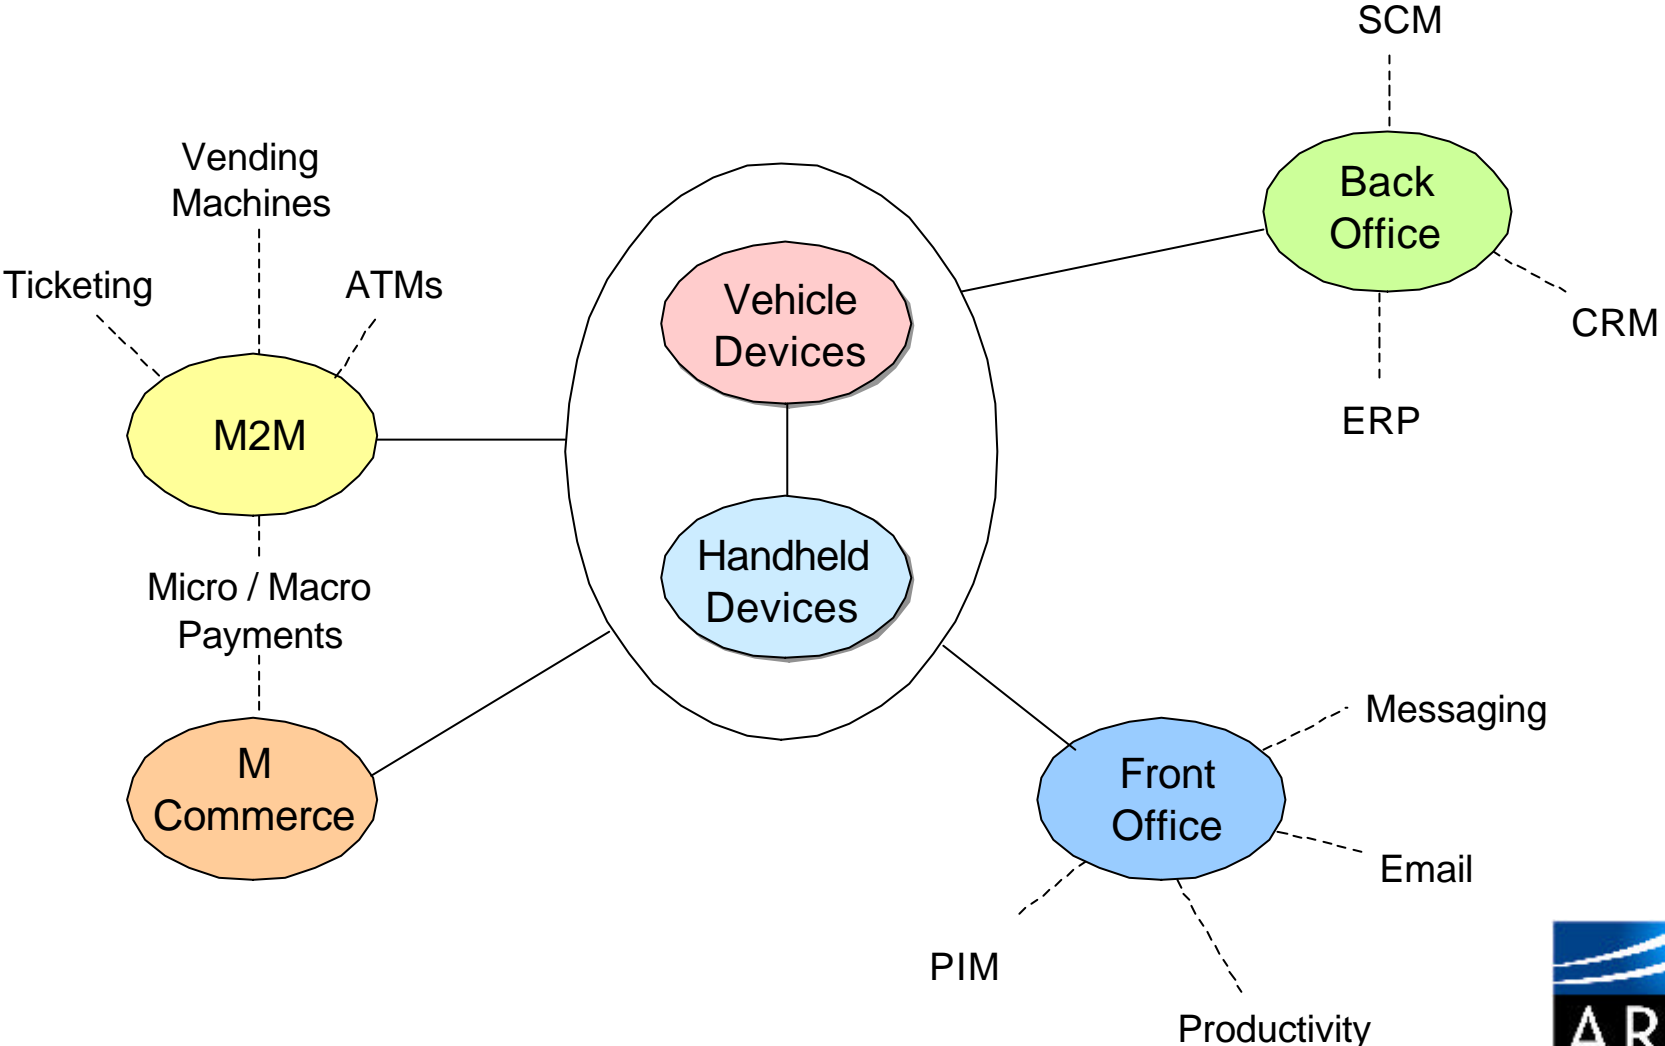 SCM
Vending
Machines
Back
Office
Ticketing
ATMs
Vehicle
Devices
CRM
M2M
ERP
Handheld
Devices
Micro / Macro
Payments
Messaging
M
Commerce
Front
Office
Email
PIM
Productivity